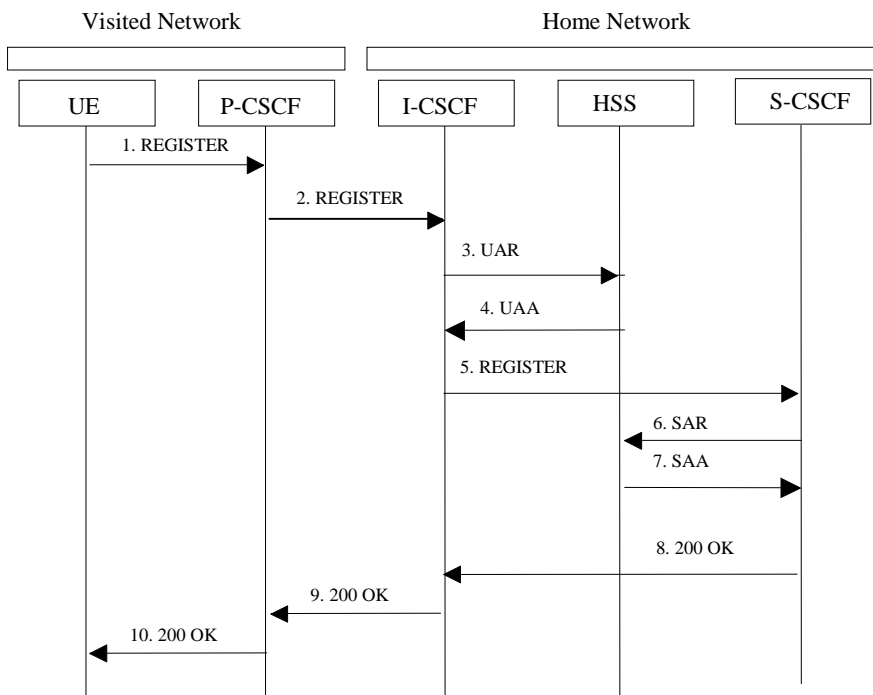 Visited Network
Home Network
UE
P-CSCF
I-CSCF
HSS
S-CSCF
1. REGISTER
2. REGISTER
3. UAR
4. UAA
5. REGISTER
6. SAR
7. SAA
8. 200 OK
9. 200 OK
10. 200 OK